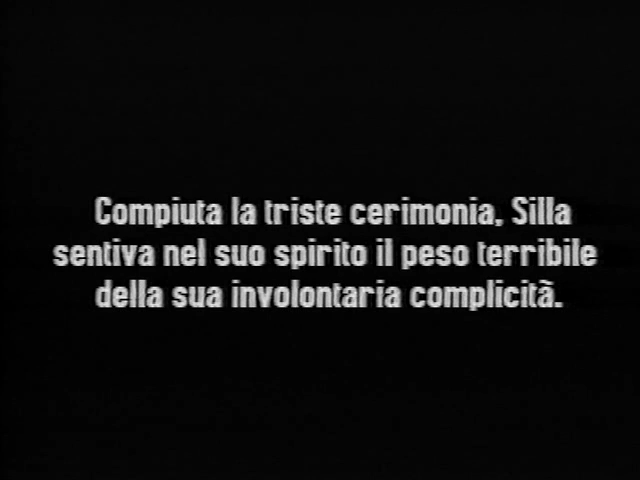 Compiuta la triste cerimonia, Silla
sentiva nel suo spirito il peso terribile
della sua involontaria complicità.